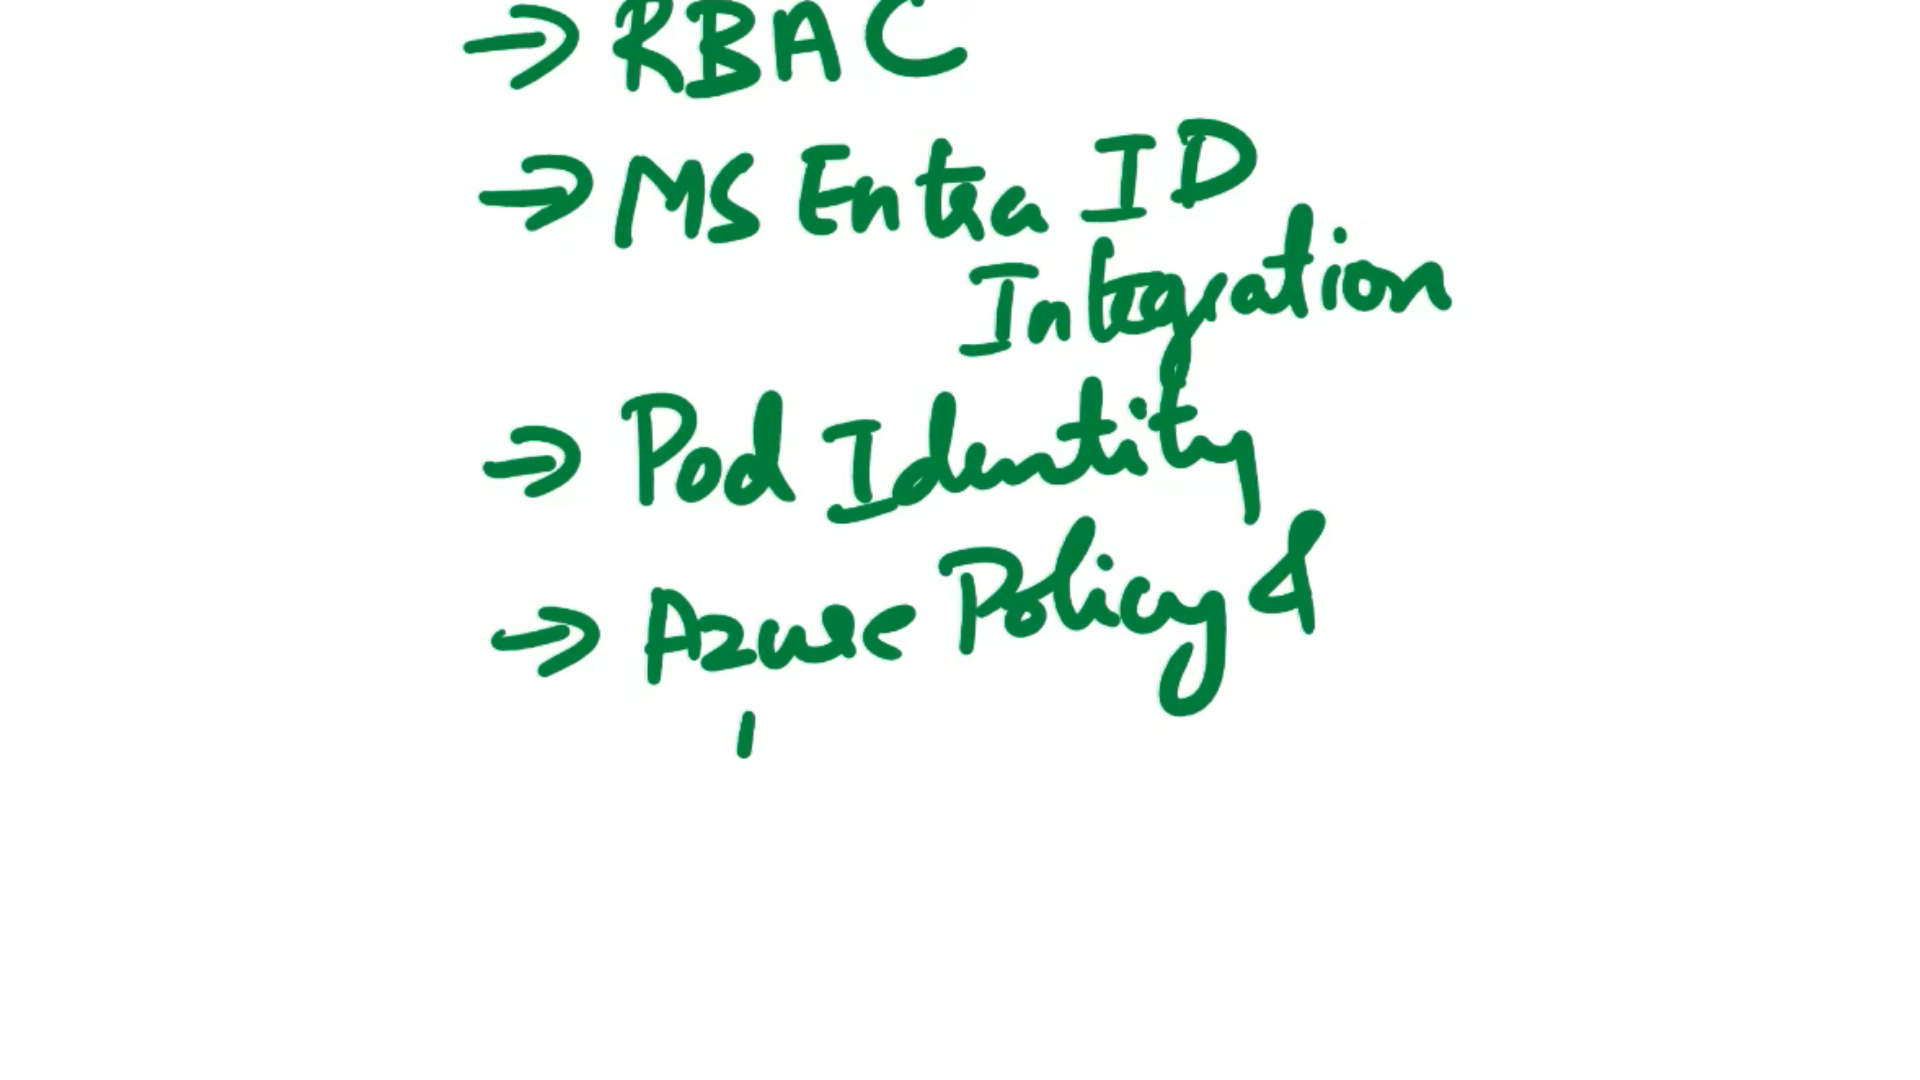 → RBAC
→ MS Entra ID
Integration
→ Pod Identity
→ Azure Policy &